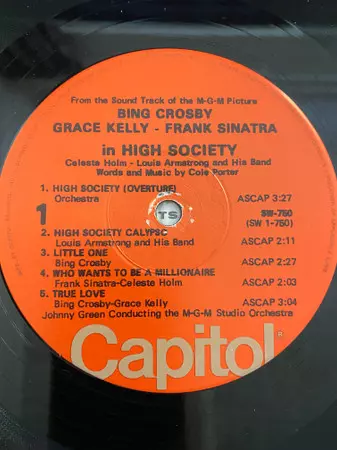 From the Sound Track of the M-G-M Picture
BING CROSBY
GRACE KELLY - FRANK SINATRA
in HIGH SOCIETY
Celeste Holm - Louis Armstrong and His Band
Words and Music by Cole Porter
1. HIGH SOCIETY (OVERTURE)
Orchestra ASCAP 3:27
1
TS
SW-750
(SW 1-750)
2. HIGH SOCIETY CALYPSO
Louis Armstrong and His Band ASCAP 2:11
3. LITTLE ONE
Bing Crosby ASCAP 2:27
4. WHO WANTS TO BE A MILLIONAIRE
Frank Sinatra-Celeste Holm ASCAP 2:03
5. TRUE LOVE
Bing Crosby-Grace Kelly ASCAP 3:04
Johnny Green Conducting the M-G-M Studio Orchestra
Capitol®